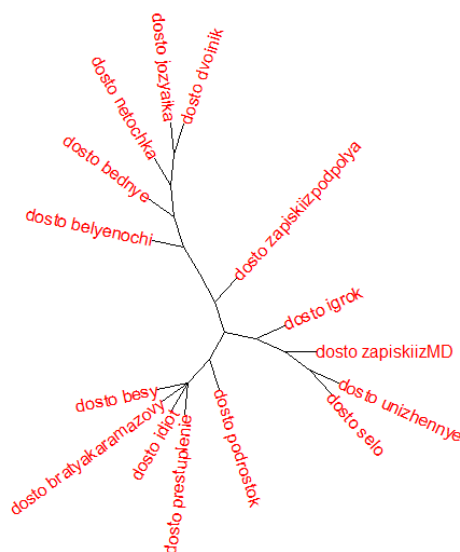 dosto dvoinik
dosto jozyaika
dosto netochka
dosto bednye
dosto belyenochi
dosto zapiskiizpodpolya
dosto igrok
dosto zapiskiizMD
dosto unizhennye
dosto selo
dosto podrostok
dosto prestuplenie
dosto idiot
dosto bratyakaramazovy
dosto besy